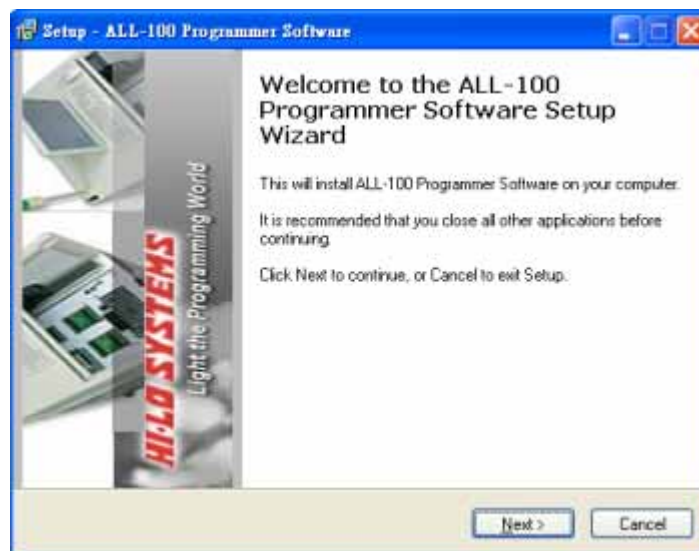 Setup - ALL-100 Programmer Software
Welcome to the ALL-100
Programmer Software Setup
Wizard
This will install ALL-100 Programmer Software on your computer.
It is recommended that you close all other applications before
continuing.
Click Next to continue, or Cancel to exit Setup.
HI-LO SYSTEMS
Light the Programming World
Next >
Cancel